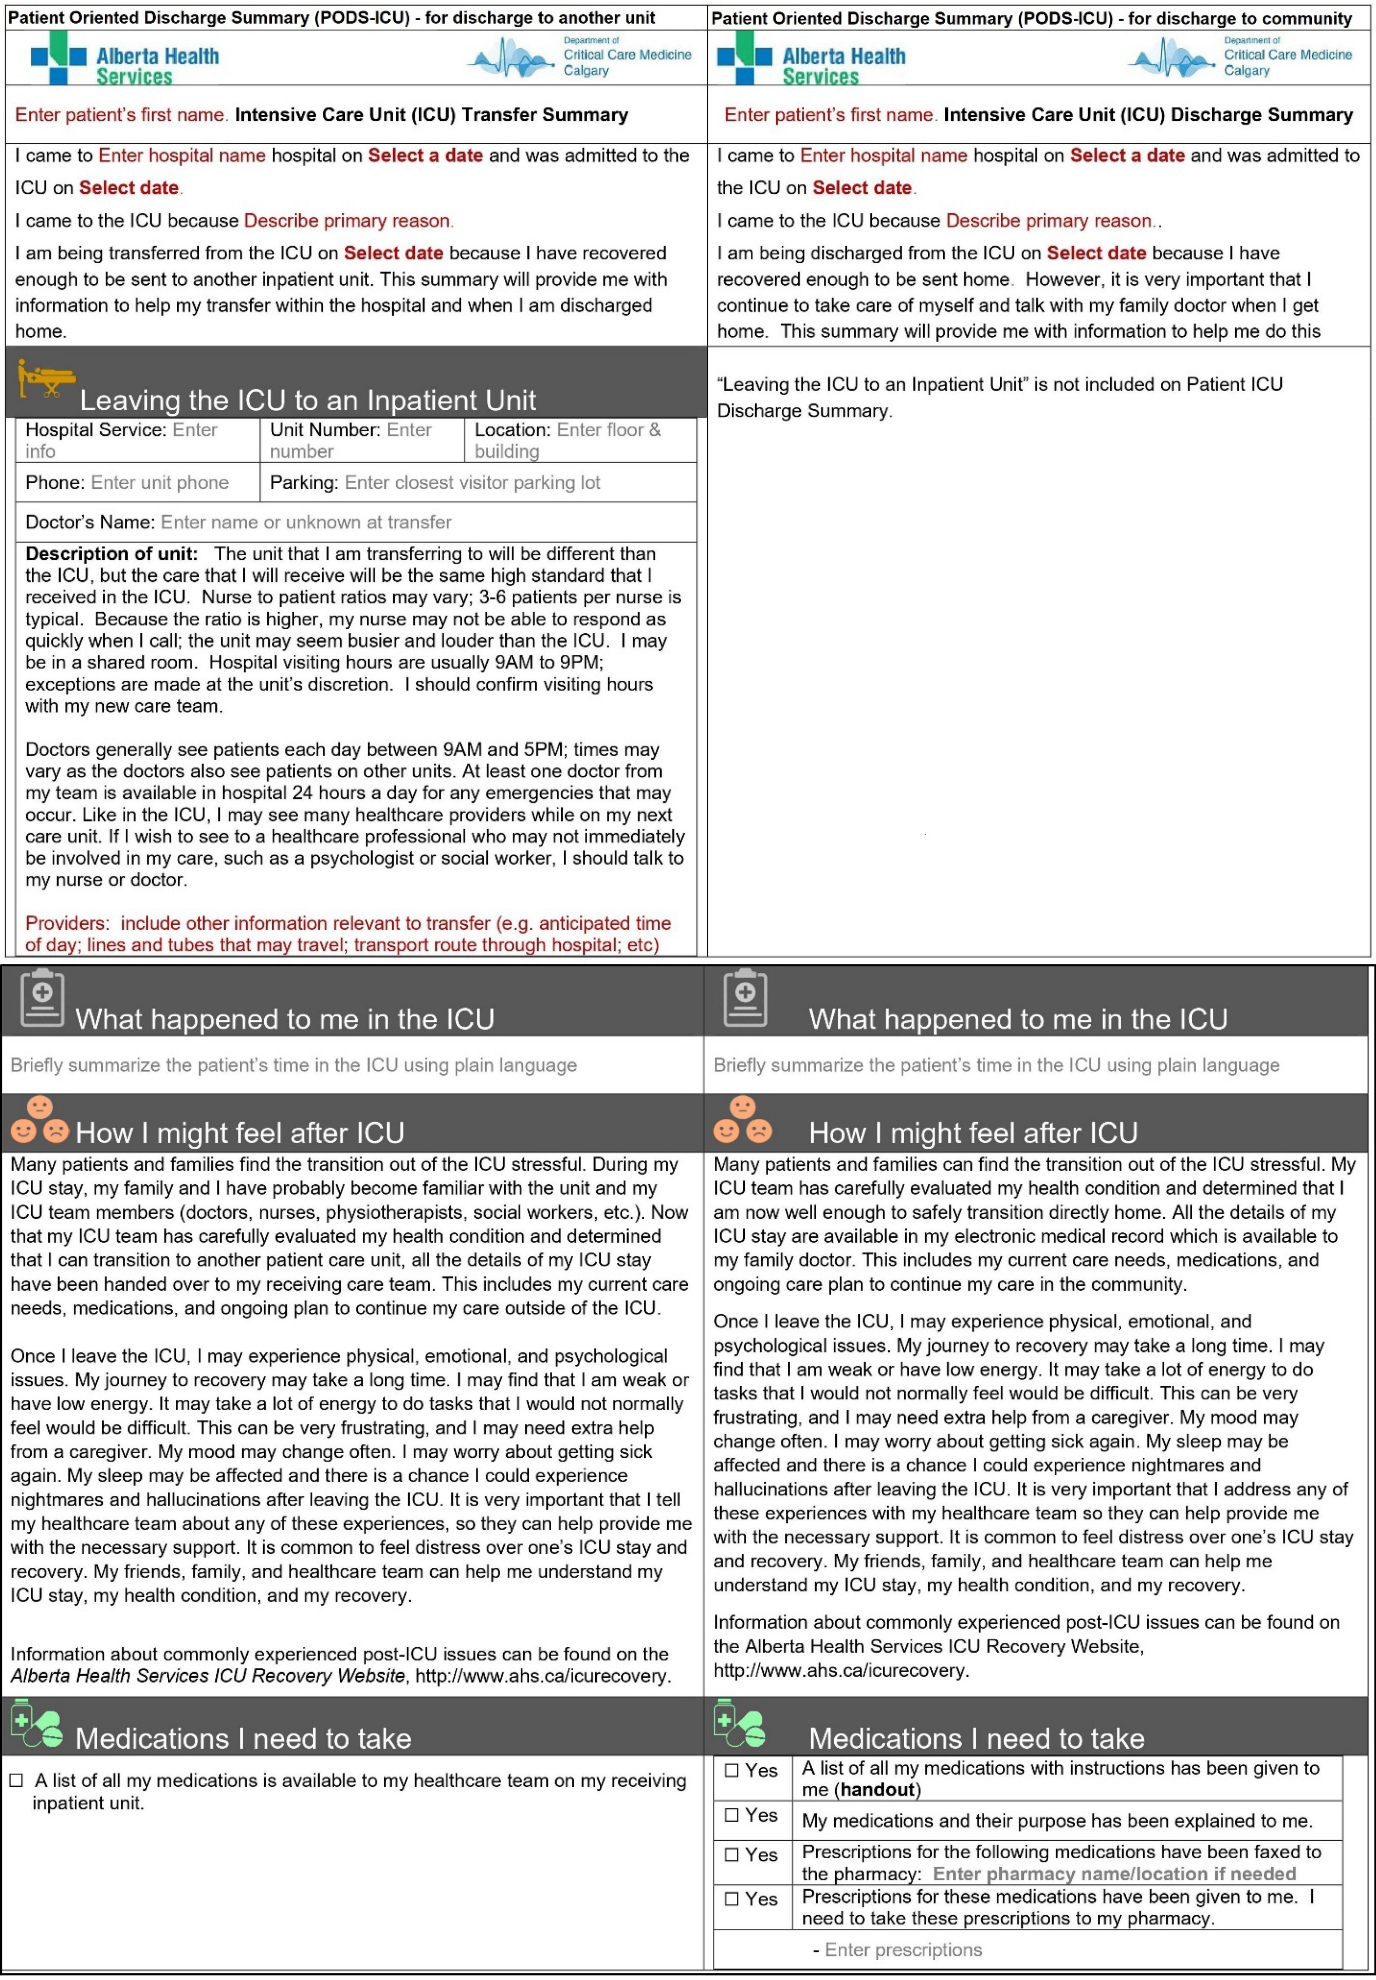 Patient Oriented Discharge Summary (PODS-ICU) - for discharge to another unit
Alberta Health
Services
Department of
Critical Care Medicine
Calgary
Enter patient's first name. Intensive Care Unit (ICU) Transfer Summary
I came to Enter hospital name hospital on Select a date and was admitted to the
ICU on Select date.
I came to the ICU because Describe primary reason.
I am being transferred from the ICU on Select date because I have recovered
enough to be sent to another inpatient unit. This summary will provide me with
information to help my transfer within the hospital and when I am discharged
home.
Leaving the ICU to an Inpatient Unit
Hospital Service: Enter
info
Unit Number: Enter
number
Location: Enter floor &
building
Phone: Enter unit phone
Parking: Enter closest visitor parking lot
Doctor's Name: Enter name or unknown at transfer
Description of unit: The unit that I am transferring to will be different than
the ICU, but the care that I will receive will be the same high standard that I
received in the ICU. Nurse to patient ratios may vary; 3-6 patients per nurse is
typical. Because the ratio is higher, my nurse may not be able to respond as
quickly when I call; the unit may seem busier and louder than the ICU. I may
be in a shared room. Hospital visiting hours are usually 9AM to 9PM;
exceptions are made at the unit's discretion. I should confirm visiting hours
with my new care team.
Doctors generally see patients each day between 9AM and 5PM; times may
vary as the doctors also see patients on other units. At least one doctor from
my team is available in hospital 24 hours a day for any emergencies that may
occur. Like in the ICU, I may see many healthcare providers while on my next
care unit. If I wish to see to a healthcare professional who may not immediately
be involved in my care, such as a psychologist or social worker, I should talk to
my nurse or doctor.
Providers: include other information relevant to transfer (e.g. anticipated time
of day; lines and tubes that may travel; transport route through hospital; etc)
Patient Oriented Discharge Summary (PODS-ICU) - for discharge to community
Alberta Health
Services
Department of
Critical Care Medicine
Calgary
Enter patient's first name. Intensive Care Unit (ICU) Discharge Summary
I came to Enter hospital name hospital on Select a date and was admitted to
the ICU on Select date.
I came to the ICU because Describe primary reason..
I am being discharged from the ICU on Select date because I have
recovered enough to be sent home. However, it is very important that I
continue to take care of myself and talk with my family doctor when I get
home. This summary will provide me with information to help me do this
“Leaving the ICU to an Inpatient Unit” is not included on Patient ICU
Discharge Summary.
What happened to me in the ICU
Briefly summarize the patient's time in the ICU using plain language
How I might feel after ICU
Many patients and families find the transition out of the ICU stressful. During my
ICU stay, my family and I have probably become familiar with the unit and my
ICU team members (doctors, nurses, physiotherapists, social workers, etc.). Now
that my ICU team has carefully evaluated my health condition and determined
that I can transition to another patient care unit, all the details of my ICU stay
have been handed over to my receiving care team. This includes my current care
needs, medications, and ongoing plan to continue my care outside of the ICU.
Once I leave the ICU, I may experience physical, emotional, and psychological
issues. My journey to recovery may take a long time. I may find that I am weak or
have low energy. It may take a lot of energy to do tasks that I would not normally
feel would be difficult. This can be very frustrating, and I may need extra help
from a caregiver. My mood may change often. I may worry about getting sick
again. My sleep may be affected and there is a chance I could experience
nightmares and hallucinations after leaving the ICU. It is very important that I tell
my healthcare team about any of these experiences, so they can help provide me
with the necessary support. It is common to feel distress over one's ICU stay and
recovery. My friends, family, and healthcare team can help me understand my
ICU stay, my health condition, and my recovery.
Information about commonly experienced post-ICU issues can be found on the
Alberta Health Services ICU Recovery Website, http://www.ahs.ca/icurecovery.
Medications I need to take
☐ A list of all my medications is available to my healthcare team on my receiving
inpatient unit.
What happened to me in the ICU
Briefly summarize the patient's time in the ICU using plain language
How I might feel after ICU
Many patients and families can find the transition out of the ICU stressful. My
ICU team has carefully evaluated my health condition and determined that I
am now well enough to safely transition directly home. All the details of my
ICU stay are available in my electronic medical record which is available to
my family doctor. This includes my current care needs, medications, and
ongoing care plan to continue my care in the community.
Once I leave the ICU, I may experience physical, emotional, and
psychological issues. My journey to recovery may take a long time. I may
find that I am weak or have low energy. It may take a lot of energy to do
tasks that I would not normally feel would be difficult. This can be very
frustrating, and I may need extra help from a caregiver. My mood may
change often. I may worry about getting sick again. My sleep may be
affected and there is a chance I could experience nightmares and
hallucinations after leaving the ICU. It is very important that I address any of
these experiences with my healthcare team so they can help provide me
with the necessary support. It is common to feel distress over one's ICU stay
and recovery. My friends, family, and healthcare team can help me
understand my ICU stay, my health condition, and my recovery.
Information about commonly experienced post-ICU issues can be found on
the Alberta Health Services ICU Recovery Website,
http://www.ahs.ca/icurecovery.
Medications I need to take
☐ Yes
A list of all my medications with instructions has been given to
me (handout)
☐ Yes
My medications and their purpose has been explained to me.
☐ Yes
Prescriptions for the following medications have been faxed to
the pharmacy: Enter pharmacy name/location if needed
☐ Yes
Prescriptions for these medications have been given to me. I
need to take these prescriptions to my pharmacy.
- Enter prescriptions